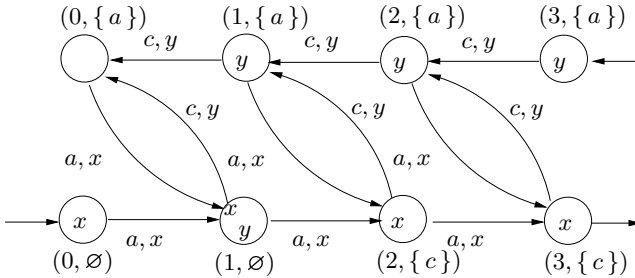 (0, { a }) (1, { a }) (2, { a }) (3, { a })
c, y c, y c, y
y y y
c, y c, y c, y
a, x a, x a, x
x x y x x
a, x a, x a, x
(0, ∅) (1, ∅) (2, { c }) (3, { c })